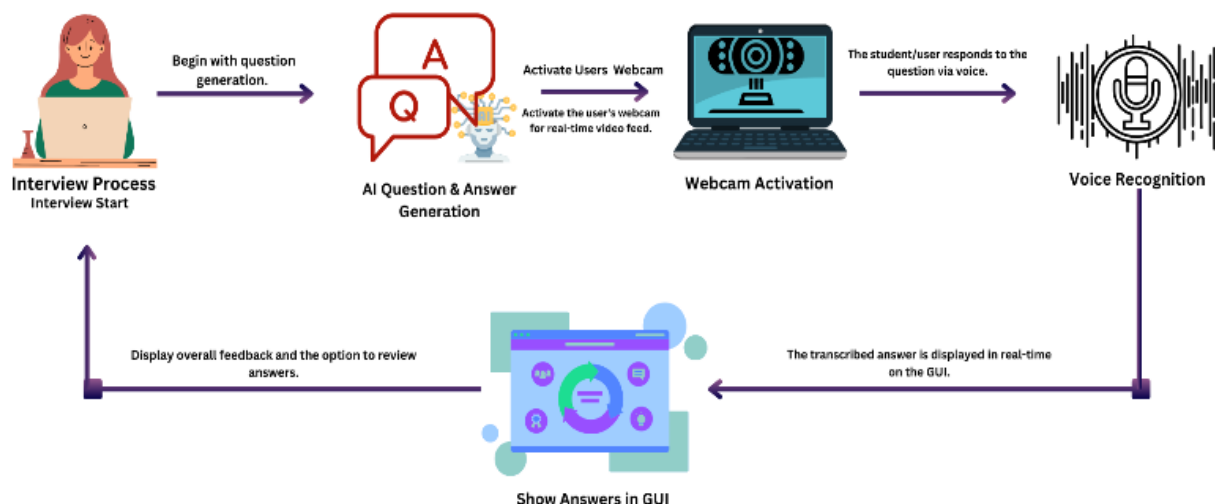 Begin with question
generation.
Interview Process
Interview Start
A
Q
AI
AI Question & Answer
Generation
Activate Users Webcam
Activate the user's webcam
for real-time video feed.
Webcam Activation
The student/user responds to the
question via voice.
Voice Recognition
The transcribed answer is displayed in real-time
on the GUI.
Show Answers in GUI
Display overall feedback and the option to review
answers.